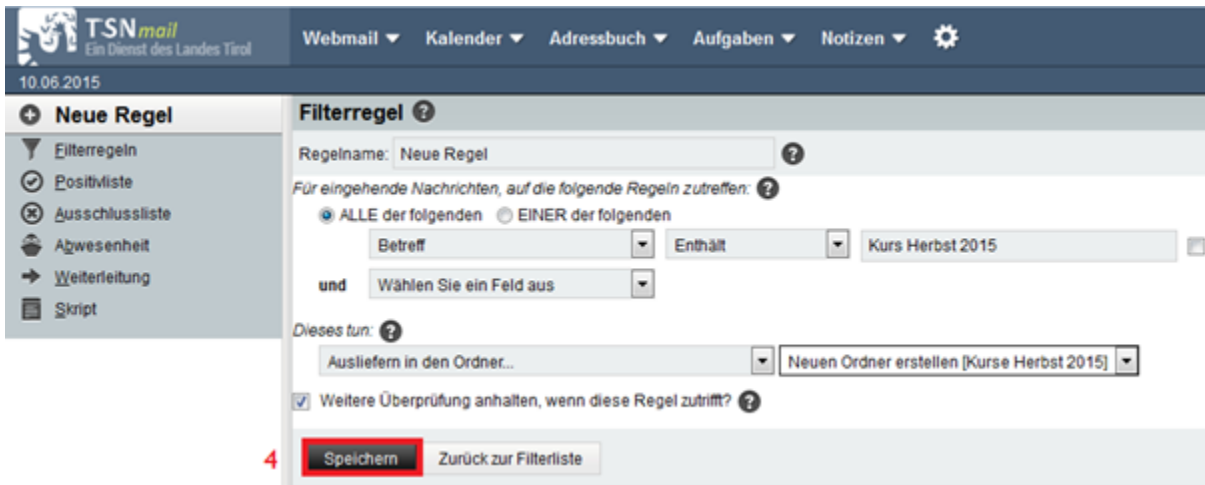 TSNmail
Ein Dienst des Landes Tirol
Webmail Kalender Adressbuch Aufgaben Notizen
10.06.2015
Neue Regel
Filterregeln
Positivliste
Ausschlussliste
Abwesenheit
Weiterleitung
Skript
Filterregel ?
Regelname: Neue Regel ?
Für eingehende Nachrichten, auf die folgende Regeln zutreffen: ?
ALLE der folgenden EINER der folgenden
Betreff Enthält Kurs Herbst 2015
und Wählen Sie ein Feld aus
Dieses tun: ?
Ausliefern in den Ordner... Neuen Ordner erstellen [Kurse Herbst 2015]
Weitere Überprüfung anhalten, wenn diese Regel zutrifft? ?
4 Speichern Zurück zur Filterliste